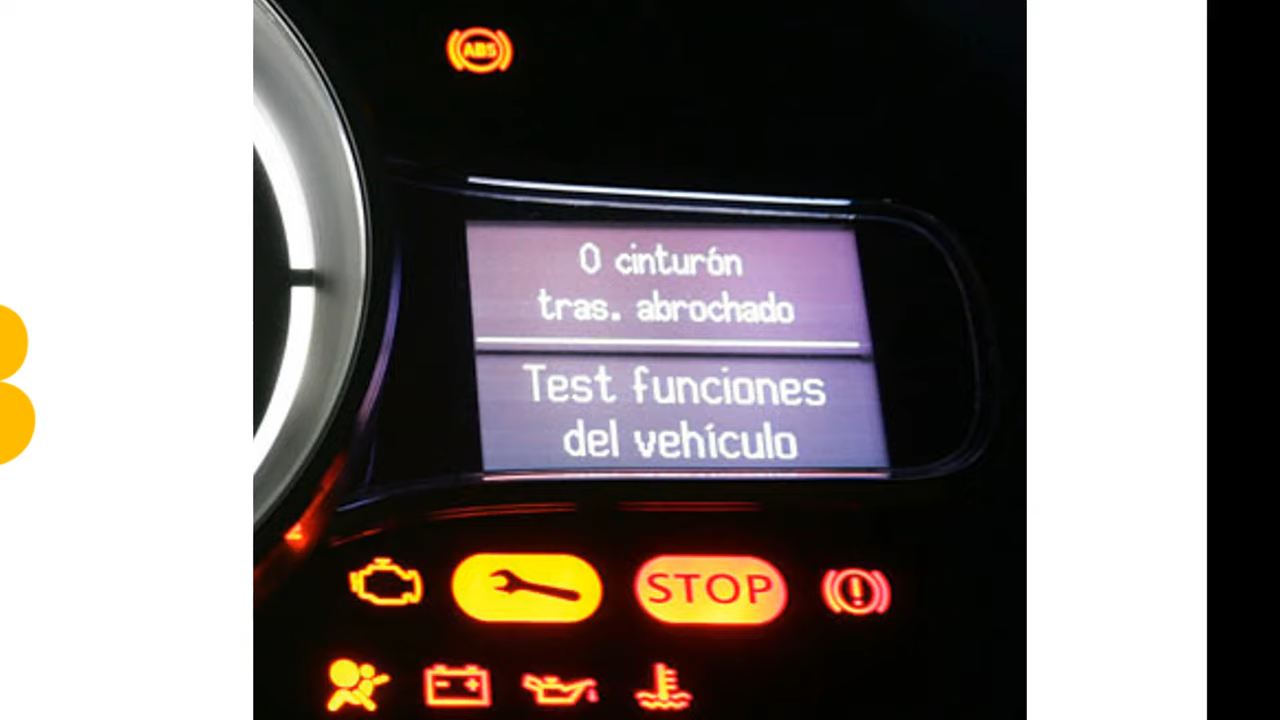 ABS
0 cinturón
tras. abrochado
Test funciones
del vehículo
STOP